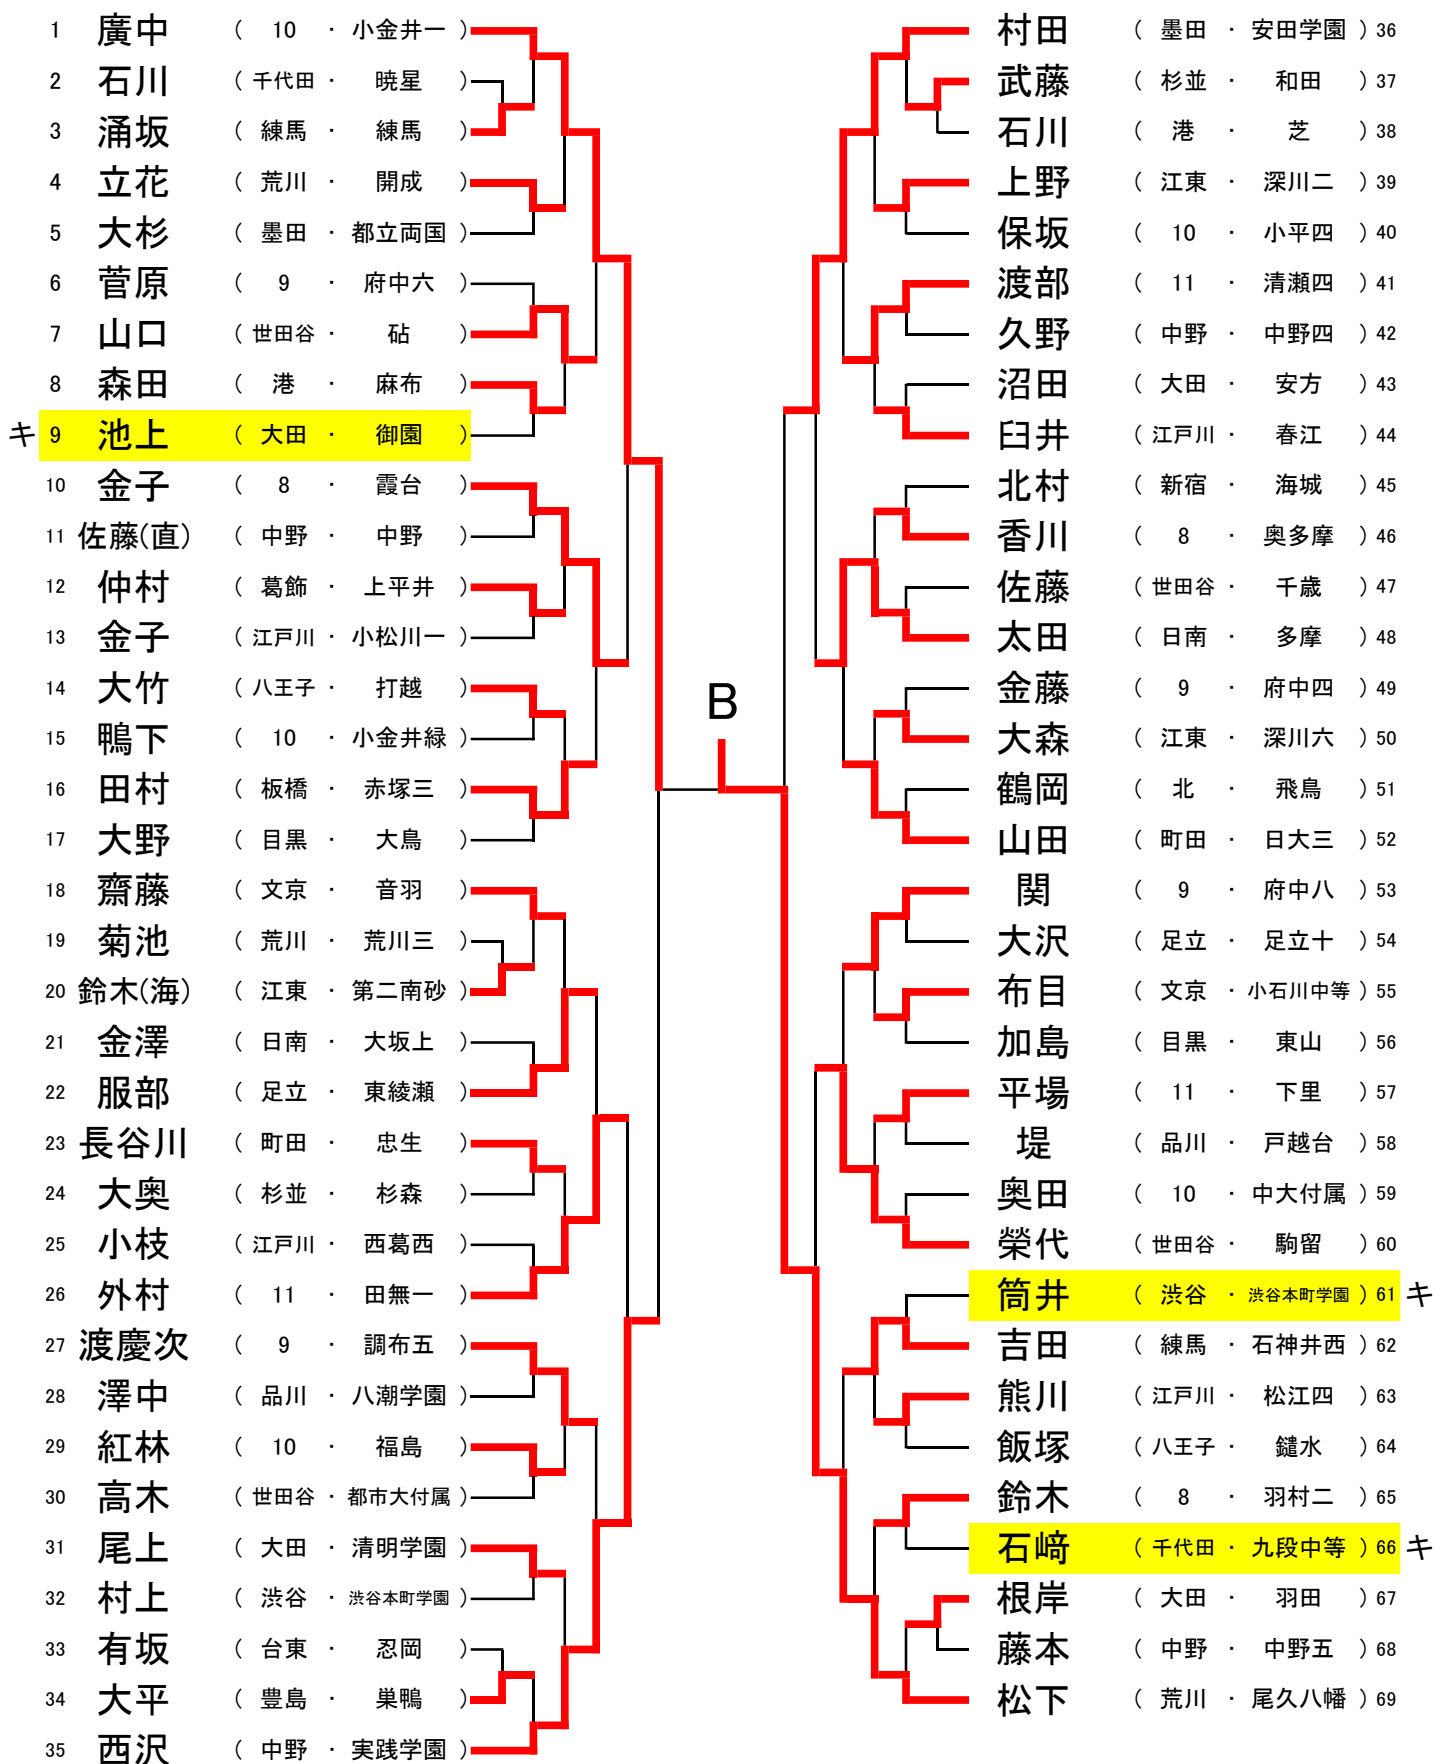 1 廣中 ( 10 ・ 小金井一 )
2 石川 ( 千代田 ・ 暁星 )
3 涌坂 ( 練馬 ・ 練馬 )
4 立花 ( 荒川 ・ 開成 )
5 大杉 ( 墨田 ・ 都立両国 )
6 菅原 ( 9 ・ 府中六 )
7 山口 ( 世田谷 ・ 砧 )
8 森田 ( 港 ・ 麻布 )
キ 9 池上 ( 大田 ・ 御園 )
10 金子 ( 8 ・ 霞台 )
11 佐藤(直) ( 中野 ・ 中野 )
12 仲村 ( 葛飾 ・ 上平井 )
13 金子 ( 江戸川 ・ 小松川一 )
14 大竹 ( 八王子 ・ 打越 )
15 鴨下 ( 10 ・ 小金井緑 )
16 田村 ( 板橋 ・ 赤塚三 )
17 大野 ( 目黒 ・ 大鳥 )
18 齋藤 ( 文京 ・ 音羽 )
19 菊池 ( 荒川 ・ 荒川三 )
20 鈴木(海) ( 江東 ・ 第二南砂 )
21 金澤 ( 日南 ・ 大坂上 )
22 服部 ( 足立 ・ 東綾瀬 )
23 長谷川 ( 町田 ・ 忠生 )
24 大奥 ( 杉並 ・ 杉森 )
25 小枝 ( 江戸川 ・ 西葛西 )
26 外村 ( 11 ・ 田無一 )
27 渡慶次 ( 9 ・ 調布五 )
28 澤中 ( 品川 ・ 八潮学園 )
29 紅林 ( 10 ・ 福島 )
30 高木 ( 世田谷 ・ 都市大付属 )
31 尾上 ( 大田 ・ 清明学園 )
32 村上 ( 渋谷 ・ 渋谷本町学園 )
33 有坂 ( 台東 ・ 忍岡 )
34 大平 ( 豊島 ・ 巣鴨 )
35 西沢 ( 中野 ・ 実践学園 )
B
村田 ( 墨田 ・ 安田学園 ) 36
武藤 ( 杉並 ・ 和田 ) 37
石川 ( 港 ・ 芝 ) 38
上野 ( 江東 ・ 深川二 ) 39
保坂 ( 10 ・ 小平四 ) 40
渡部 ( 11 ・ 清瀬四 ) 41
久野 ( 中野 ・ 中野四 ) 42
沼田 ( 大田 ・ 安方 ) 43
臼井 ( 江戸川 ・ 春江 ) 44
北村 ( 新宿 ・ 海城 ) 45
香川 ( 8 ・ 奥多摩 ) 46
佐藤 ( 世田谷 ・ 千歳 ) 47
太田 ( 日南 ・ 多摩 ) 48
金藤 ( 9 ・ 府中四 ) 49
大森 ( 江東 ・ 深川六 ) 50
鶴岡 ( 北 ・ 飛鳥 ) 51
山田 ( 町田 ・ 日大三 ) 52
関 ( 9 ・ 府中八 ) 53
大沢 ( 足立 ・ 足立十 ) 54
布目 ( 文京 ・ 小石川中等 ) 55
加島 ( 目黒 ・ 東山 ) 56
平場 ( 11 ・ 下里 ) 57
堤 ( 品川 ・ 戸越台 ) 58
奥田 ( 10 ・ 中大付属 ) 59
榮代 ( 世田谷 ・ 駒留 ) 60
筒井 ( 渋谷 ・ 渋谷本町学園 ) 61 キ
吉田 ( 練馬 ・ 石神井西 ) 62
熊川 ( 江戸川 ・ 松江四 ) 63
飯塚 ( 八王子 ・ 鑓水 ) 64
鈴木 ( 8 ・ 羽村二 ) 65
石﨑 ( 千代田 ・ 九段中等 ) 66 キ
根岸 ( 大田 ・ 羽田 ) 67
藤本 ( 中野 ・ 中野五 ) 68
松下 ( 荒川 ・ 尾久八幡 ) 69